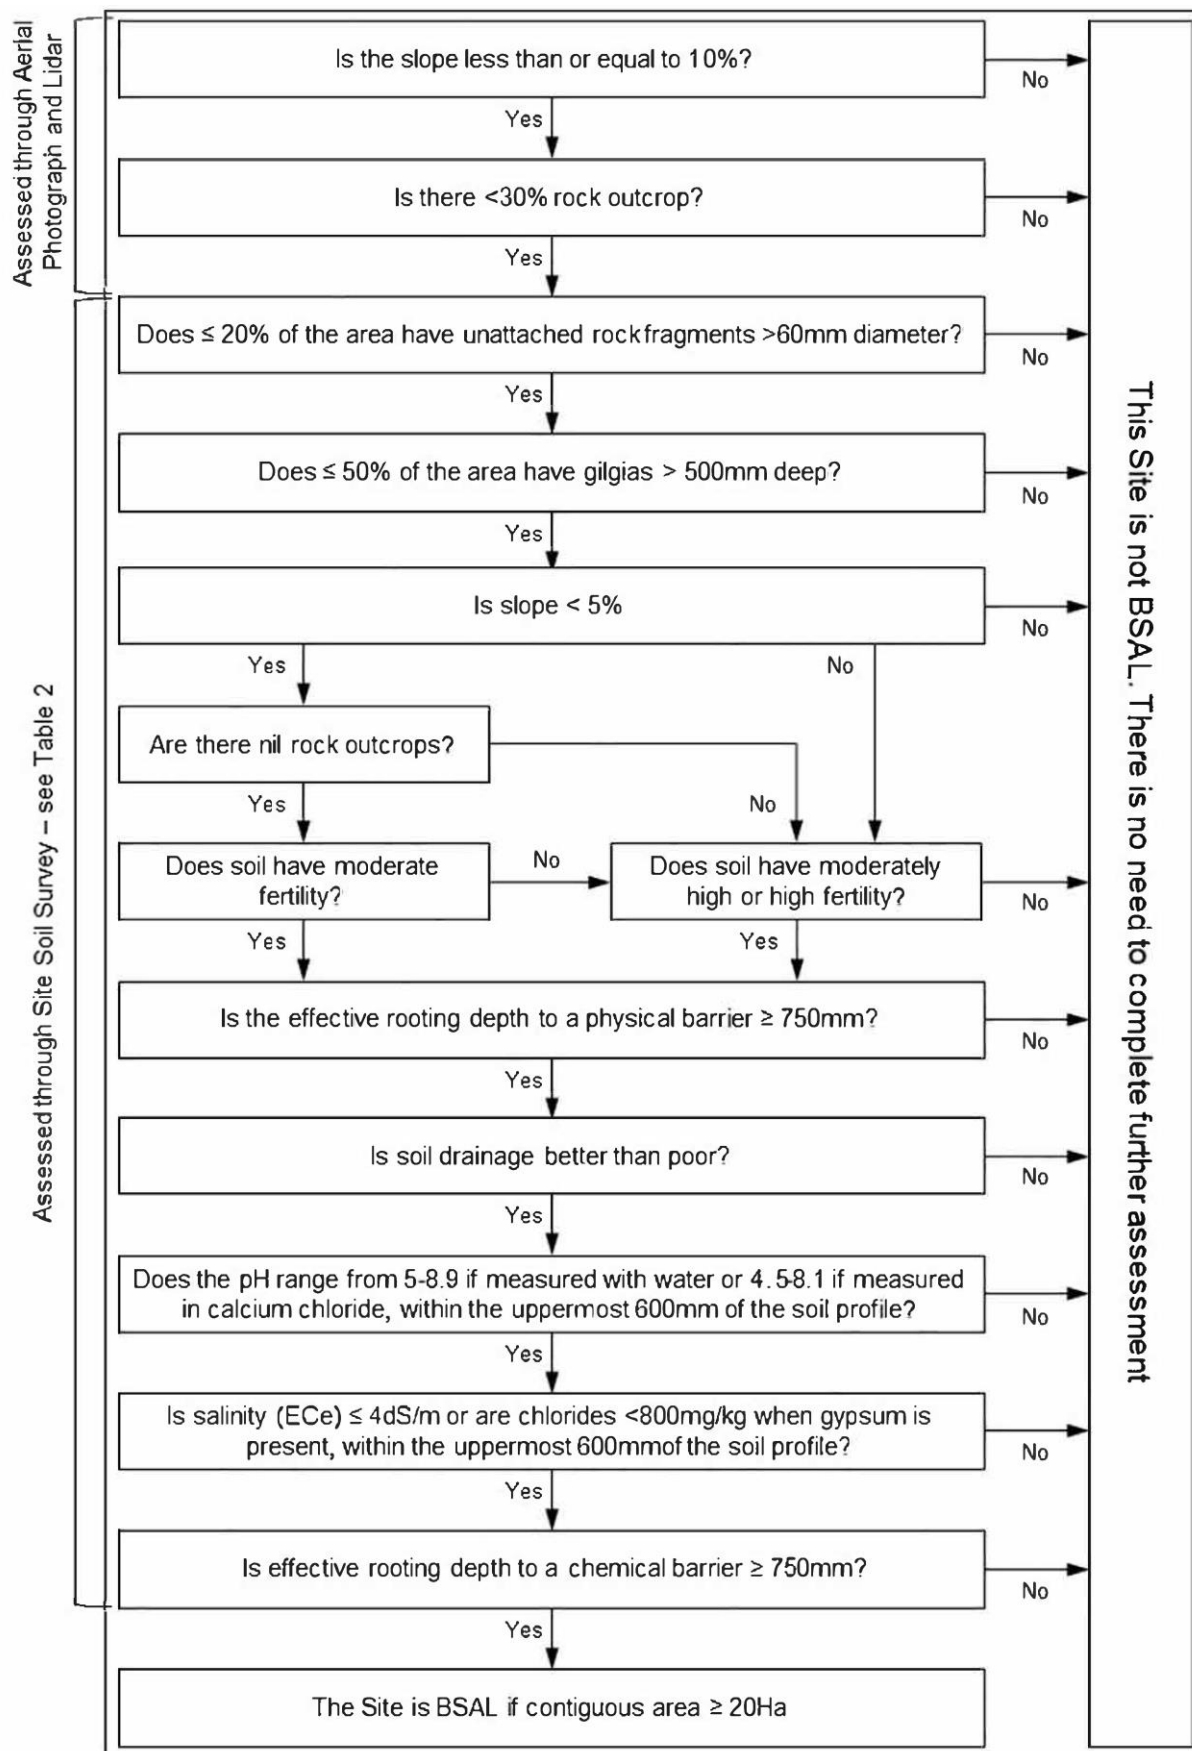 Assessed through Aerial
Photograph and Lidar
Is the slope less than or equal to 10%?
No
Yes
Is there <30% rock outcrop?
No
Yes
Assessed through Site Soil Survey – see Table 2
Does ≤ 20% of the area have unattached rock fragments >60mm diameter?
No
Yes
Does ≤ 50% of the area have gilgias > 500mm deep?
No
Yes
Is slope < 5%
No
Yes
No
Are there nil rock outcrops?
Yes
No
Does soil have moderate
fertility?
No
Does soil have moderately
high or high fertility?
No
Yes
Yes
Is the effective rooting depth to a physical barrier ≥ 750mm?
No
Yes
Is soil drainage better than poor?
No
Yes
Does the pH range from 5-8.9 if measured with water or 4.5-8.1 if measured
in calcium chloride, within the uppermost 600mm of the soil profile?
No
Yes
Is salinity (ECe) ≤ 4dS/m or are chlorides <800mg/kg when gypsum is
present, within the uppermost 600mm of the soil profile?
No
Yes
Is effective rooting depth to a chemical barrier ≥ 750mm?
No
Yes
The Site is BSAL if contiguous area ≥ 20Ha
This Site is not BSAL. There is no need to complete further assessment